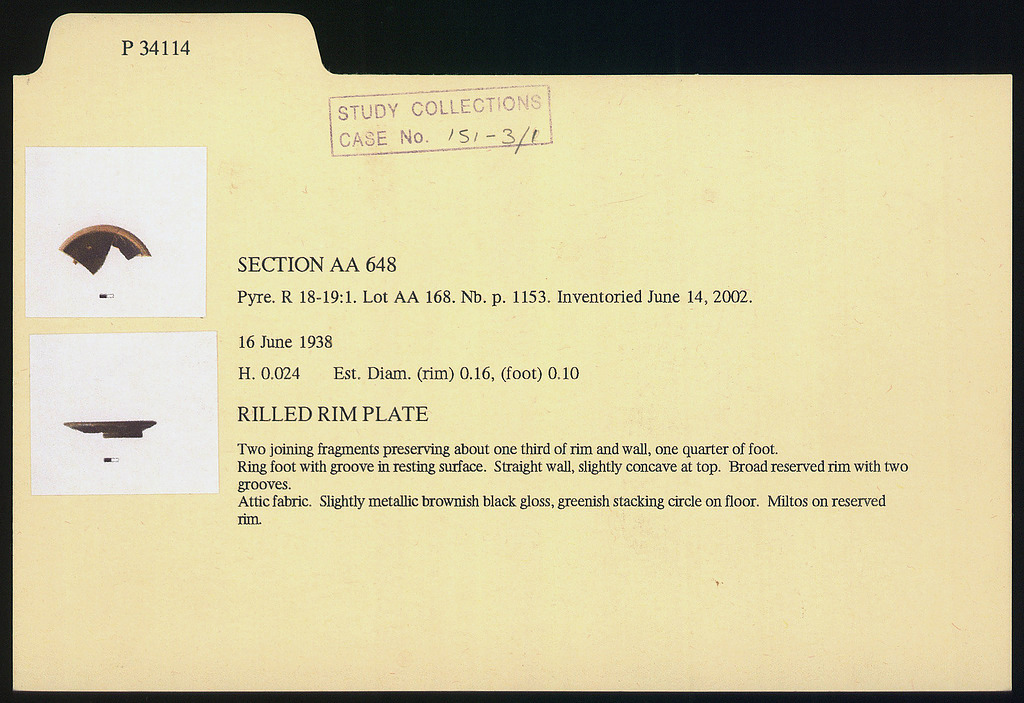 P 34114
STUDY COLLECTIONS
CASE No. 151-3/1
SECTION AA 648
Pyre. R 18-19:1. Lot AA 168. Nb. p. 1153. Inventoried June 14, 2002.
16 June 1938
H. 0.024 Est. Diam. (rim) 0.16, (foot) 0.10
RILLED RIM PLATE
Two joining fragments preserving about one third of rim and wall, one quarter of foot.
Ring foot with groove in resting surface. Straight wall, slightly concave at top. Broad reserved rim with two
grooves.
Attic fabric. Slightly metallic brownish black gloss, greenish stacking circle on floor. Miltos on reserved
rim.